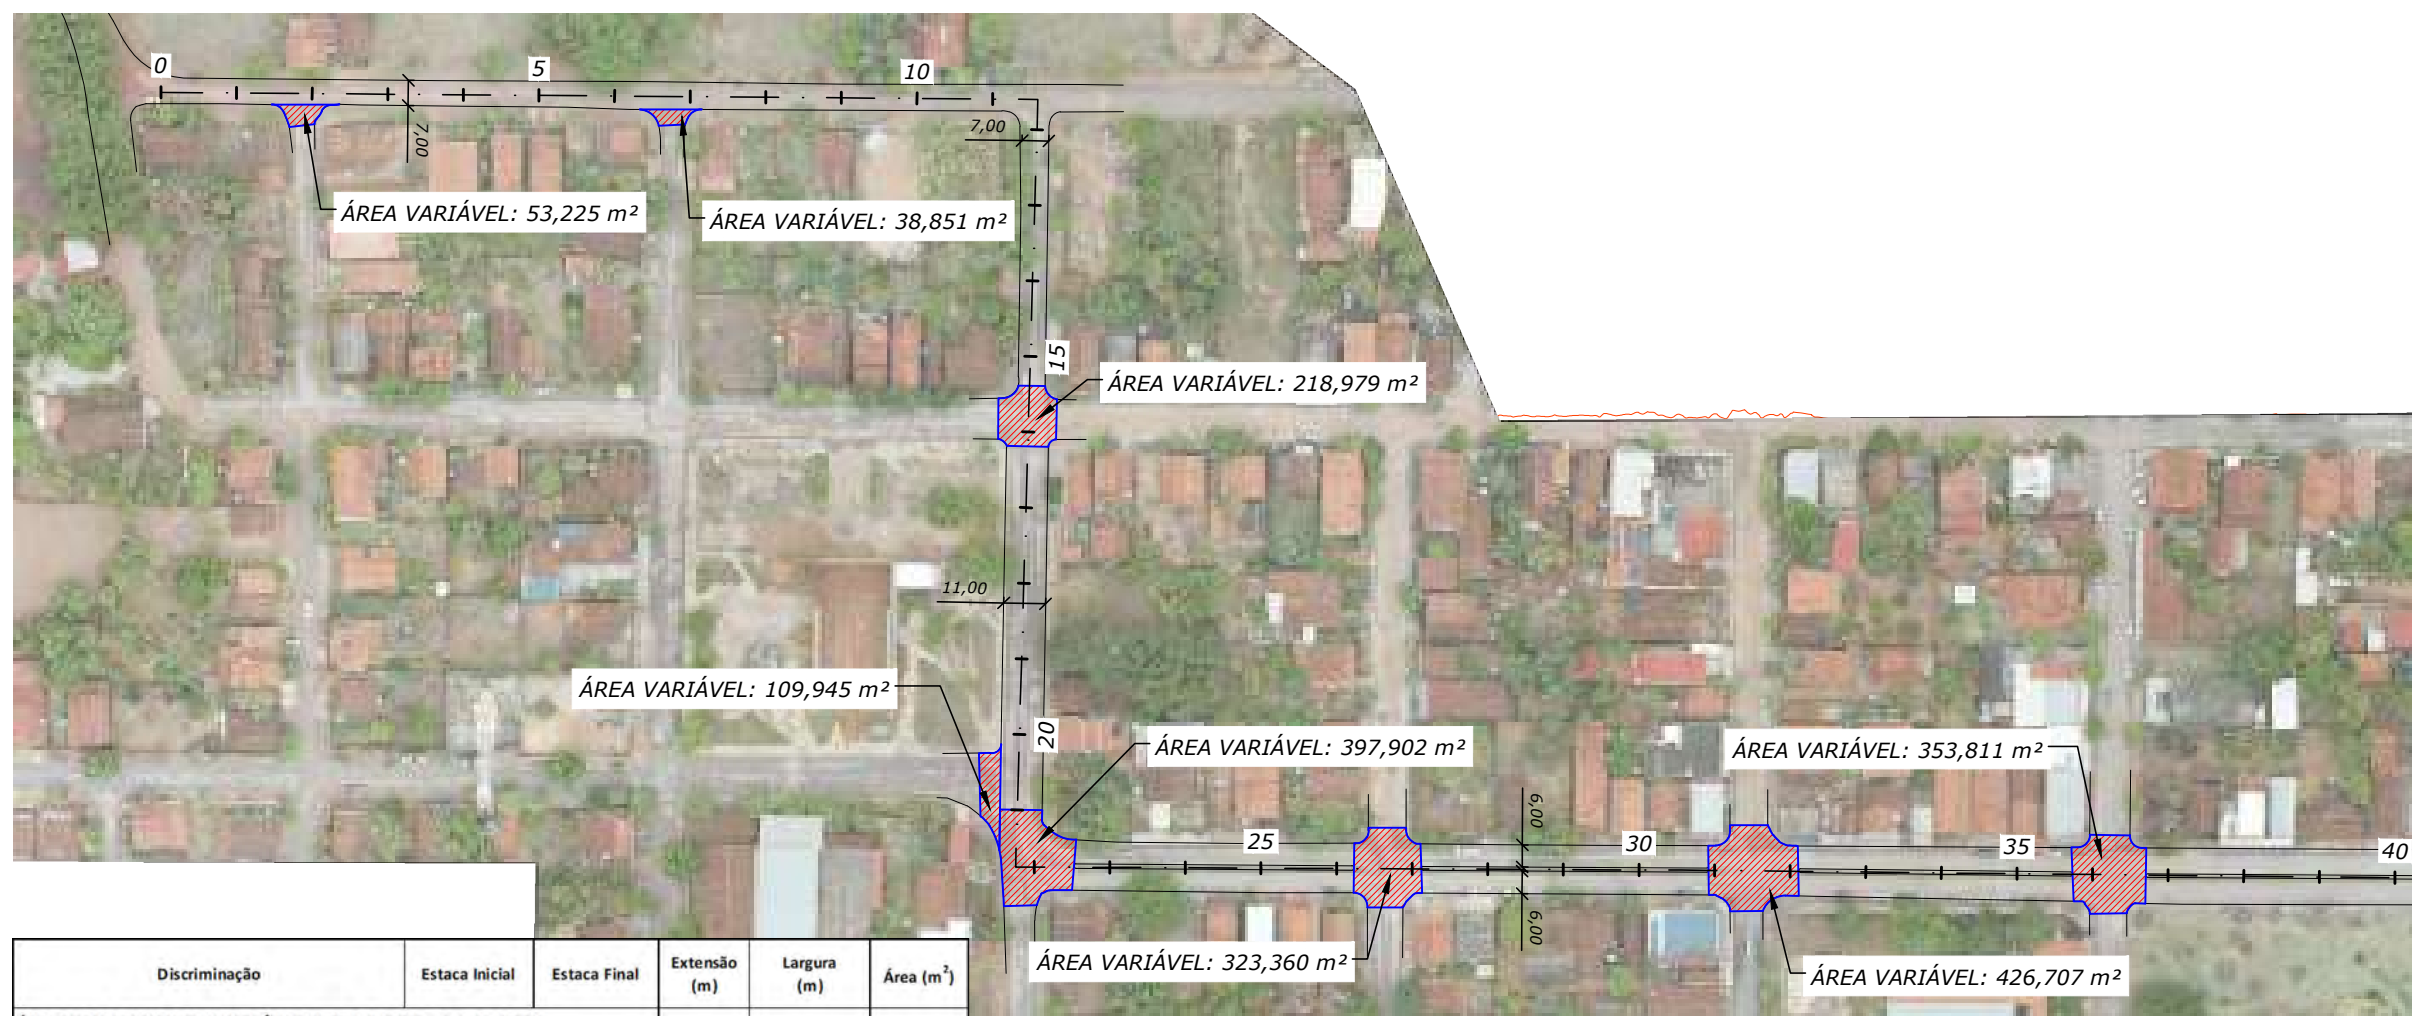 0
5
10
7,00
7,00
ÁREA VARIÁVEL: 53,225 m²
ÁREA VARIÁVEL: 38,851 m²
15
ÁREA VARIÁVEL: 218,979 m²
11,00
ÁREA VARIÁVEL: 109,945 m²
20
ÁREA VARIÁVEL: 397,902 m²
ÁREA VARIÁVEL: 353,811 m²
6,00
25
30
35
40
6,00
ÁREA VARIÁVEL: 323,360 m²
ÁREA VARIÁVEL: 426,707 m²
Discriminação Estaca Inicial Estaca Final Extensão (m) Largura (m) Área (m²)